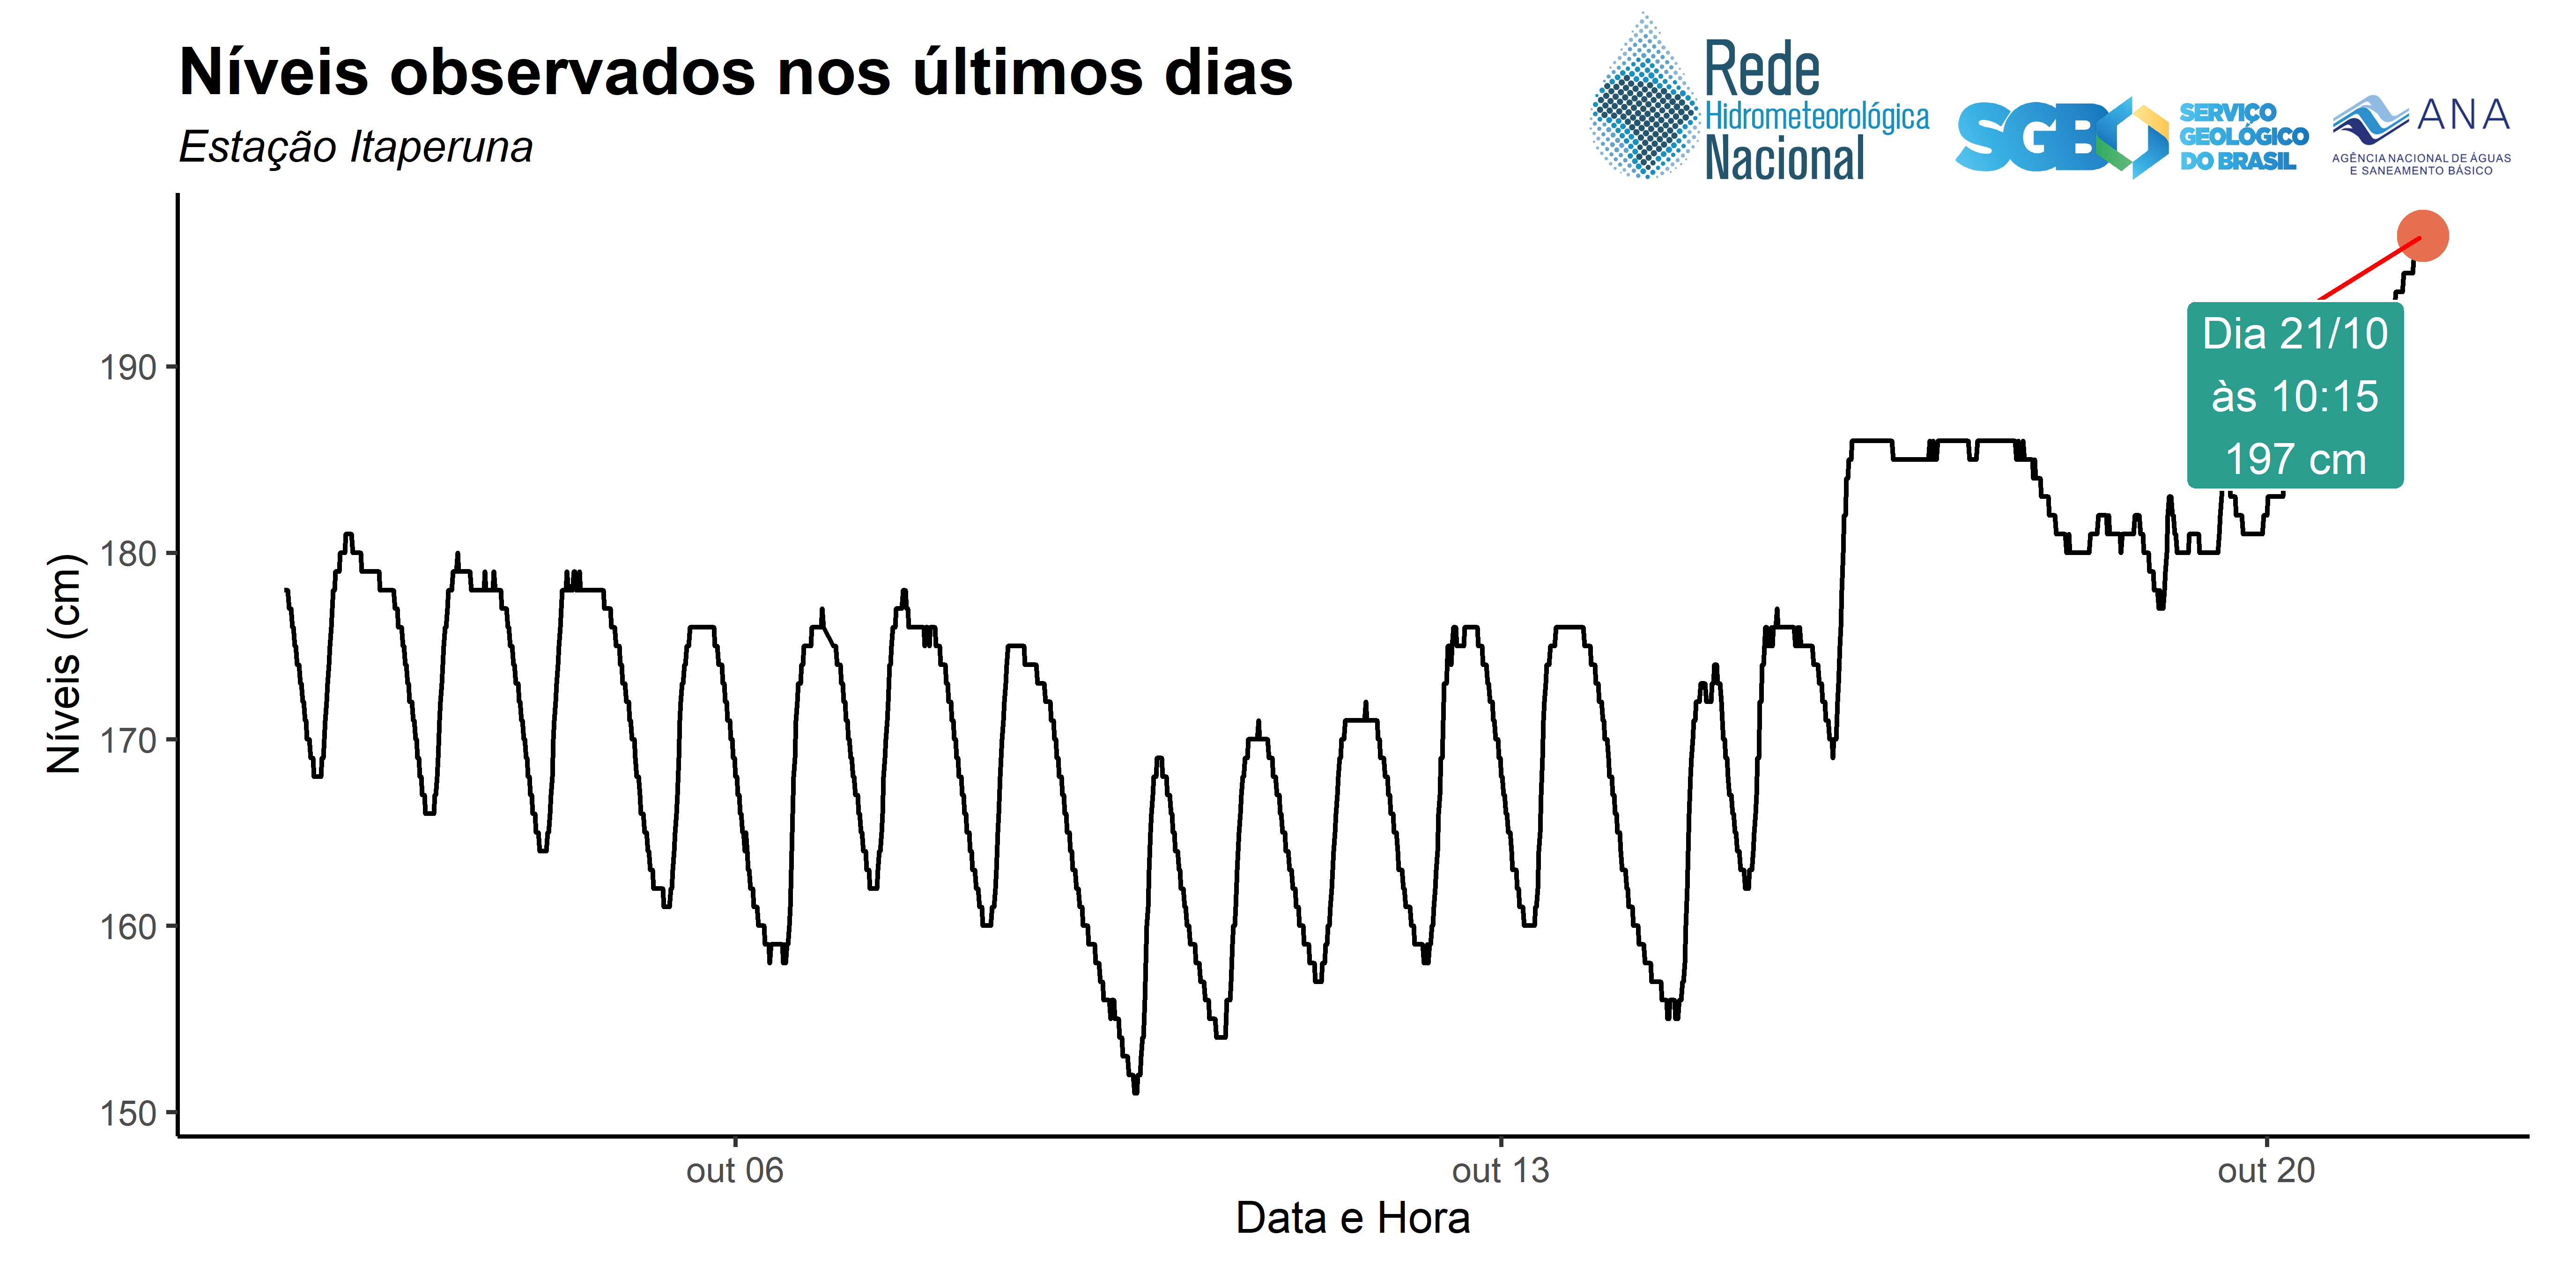 Níveis observados nos últimos dias
Estação Itaperuna
Rede
Hidrometeorológica
Nacional
SGB
SERVIÇO
GEOLÓGICO
DO BRASIL
ANA
AGÊNCIA NACIONAL DE ÁGUAS
E SANEAMENTO BÁSICO
Dia 21/10
às 10:15
197 cm
Níveis (cm)
190
180
170
160
150
out 06
out 13
out 20
Data e Hora